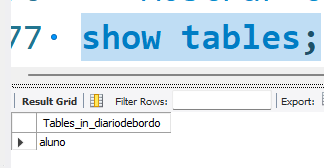 77 show tables;
Result Grid Filter Rows: Export:
Tables_in_diariodebordo
aluno